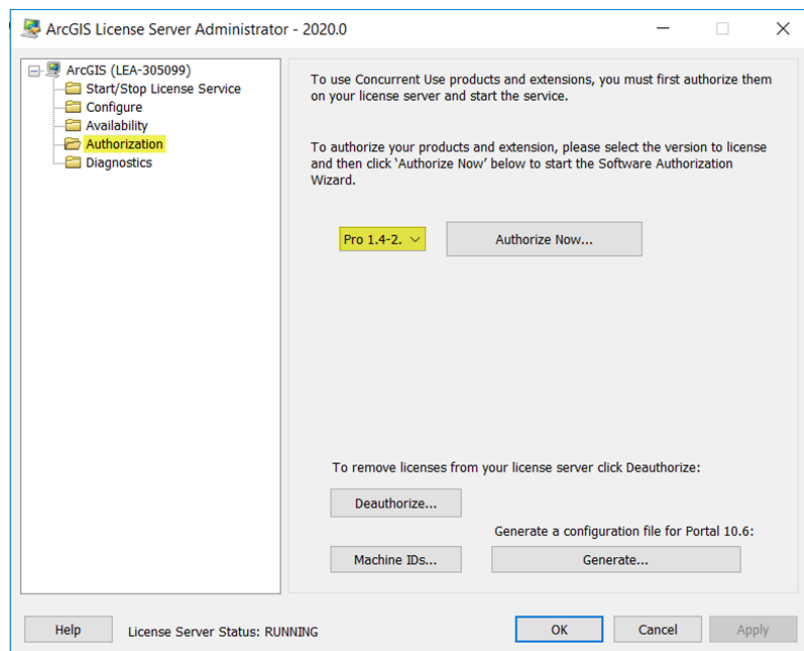 ArcGIS License Server Administrator - 2020.0
ArcGIS (LEA-305099)
Start/Stop License Service
Configure
Availability
Authorization
Diagnostics
To use Concurrent Use products and extensions, you must first authorize them
on your license server and start the service.
To authorize your products and extension, please select the version to license
and then click 'Authorize Now' below to start the Software Authorization
Wizard.
Pro 1.4-2.
Authorize Now...
To remove licenses from your license server click Deauthorize:
Deauthorize...
Generate a configuration file for Portal 10.6:
Machine IDs...
Generate...
Help
License Server Status: RUNNING
OK
Cancel
Apply